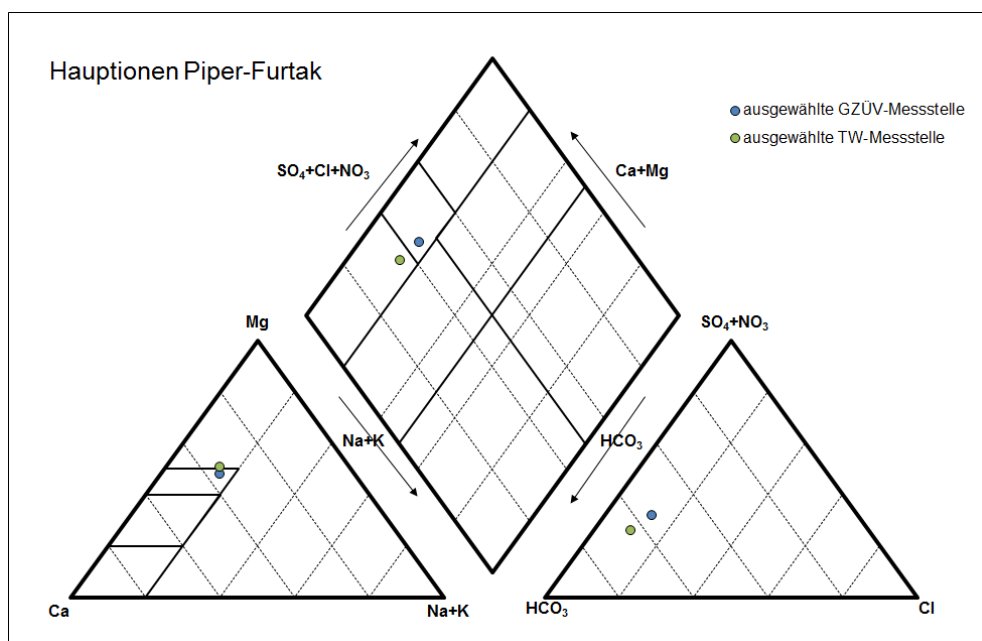 Hauptionen Piper-Furtak
ausgewählte GZÜV-Messstelle
ausgewählte TW-Messstelle
SO₄+Cl+NO₃
Ca+Mg
Mg
SO₄+NO₃
Na+K
HCO₃
Ca
Na+K
HCO₃
Cl